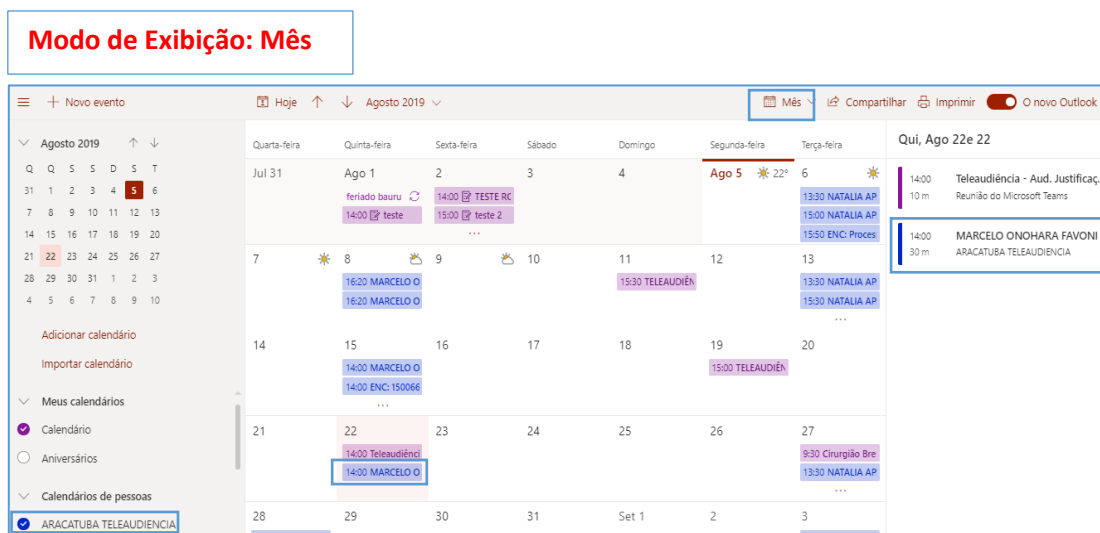 Modo de Exibição: Mês
Novo evento Hoje Agosto 2019 Mês Compartilhar Imprimir O novo Outlook
Agosto 2019
Q Q S S D S T
31 1 2 3 4 5 6
7 8 9 10 11 12 13
14 15 16 17 18 19 20
21 22 23 24 25 26 27
28 29 30 31 1 2 3
4 5 6 7 8 9 10
Adicionar calendário
Importar calendário
Meus calendários
Calendário
Aniversários
Calendários de pessoas
ARACATUBA TELEAUDIENCIA
Quarta-feira Quinta-feira Sexta-feira Sábado Domingo Segunda-feira Terça-feira
Jul 31 Ago 1 2 3 4 Ago 5 22° 6
feriado bauru 14:00 TESTE RC 13:30 NATALIA AP
14:00 teste 15:00 teste 2 15:00 NATALIA AP
... 15:50 ENC: Proces
7 8 9 10 11 12 13
16:20 MARCELO O 15:30 TELEAUDIÊN 13:30 NATALIA AP
16:20 MARCELO O 15:30 NATALIA AP
...
14 15 16 17 18 19 20
14:00 MARCELO O 15:00 TELEAUDIÊN
14:00 ENC: 150066
...
21 22 23 24 25 26 27
14:00 Teleaudiênci 9:30 Cirurgião Bre
14:00 MARCELO O 13:30 NATALIA AP
...
28 29 30 31 Set 1 2 3
Qui, Ago 22e 22
14:00 Teleaudiência - Aud. Justificaç.
10 m Reunião do Microsoft Teams
14:00 MARCELO ONOHARA FAVONI
30 m ARACATUBA TELEAUDIENCIA